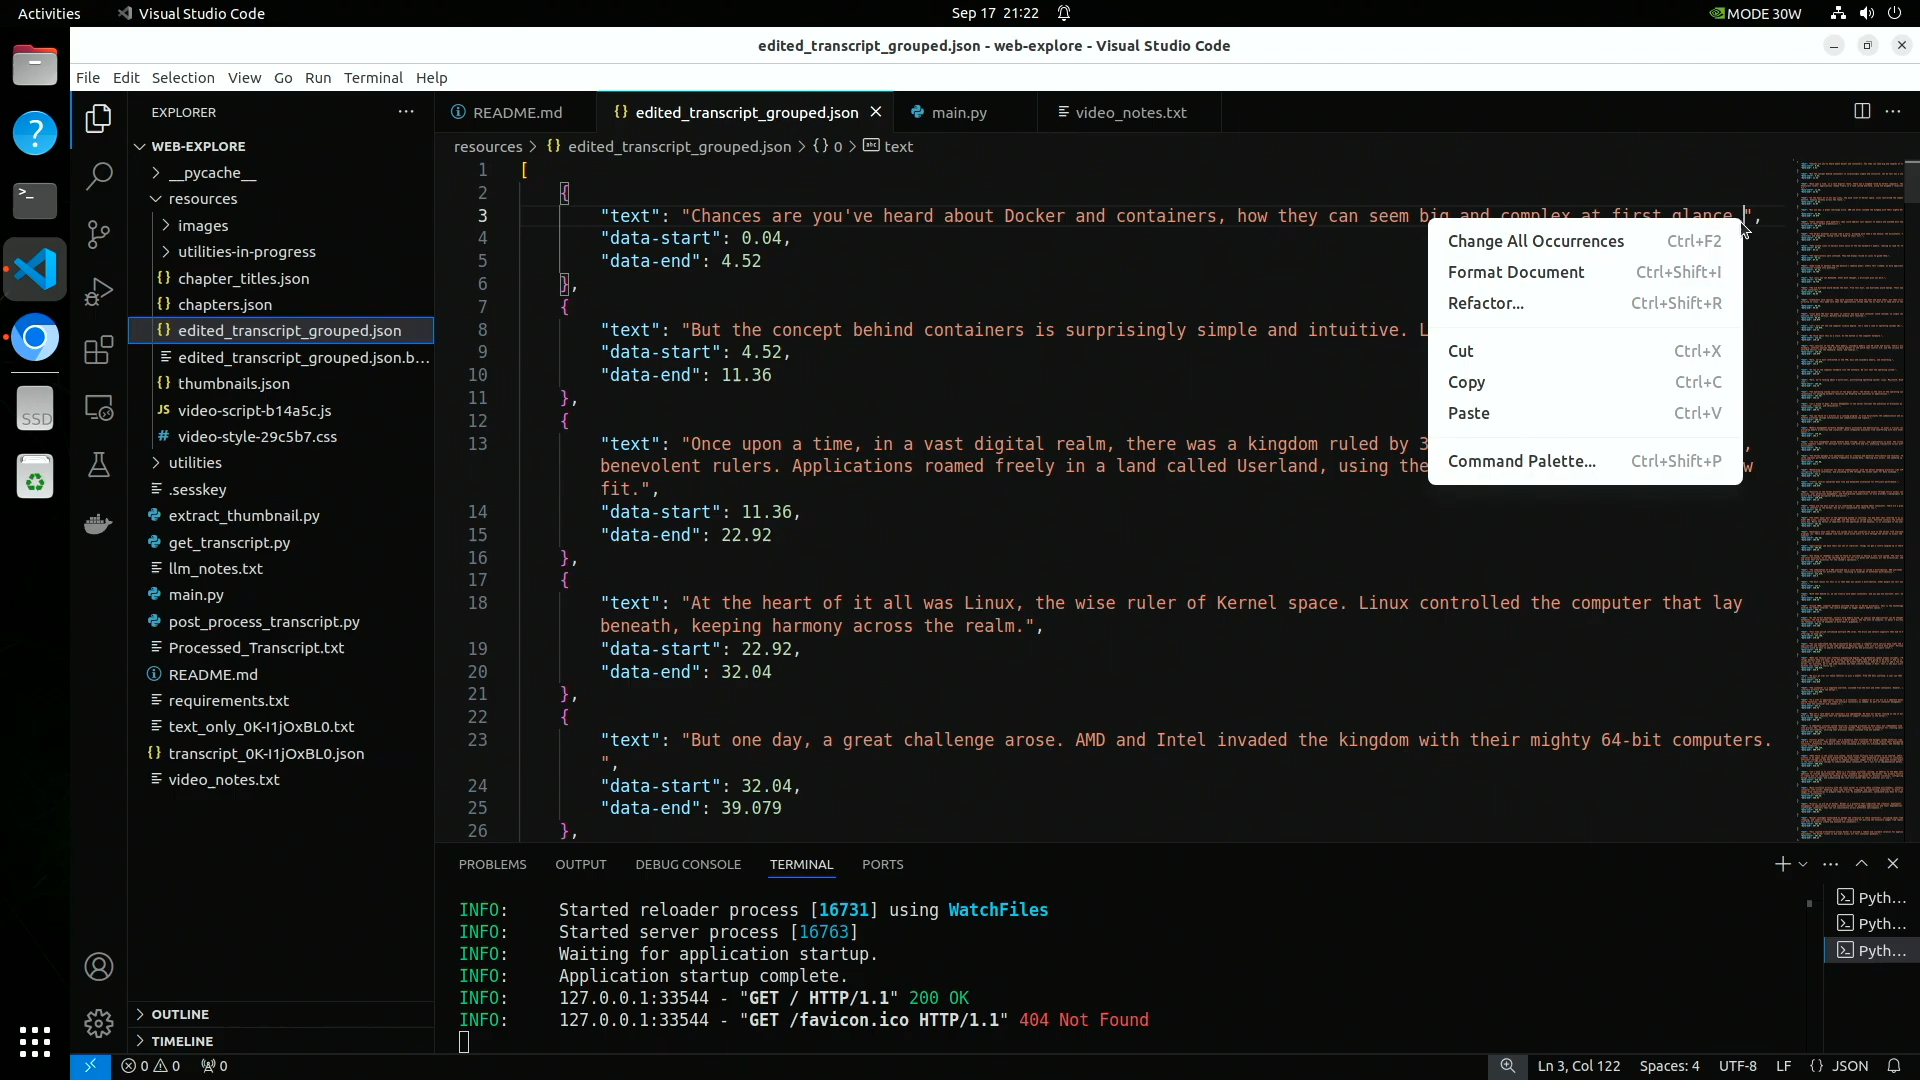 Activities
Visual Studio Code
Sep 17 21:22
MODE 30W
edited_transcript_grouped.json - web-explore - Visual Studio Code
File Edit Selection View Go Run Terminal Help
EXPLORER
WEB-EXPLORE
__pycache__
resources
images
utilities-in-progress
chapter_titles.json
chapters.json
edited_transcript_grouped.json
edited_transcript_grouped.json.b...
thumbnails.json
JS video-script-b14a5c.js
# video-style-29c5b7.css
utilities
.sesskey
extract_thumbnail.py
get_transcript.py
llm_notes.txt
main.py
post_process_transcript.py
Processed_Transcript.txt
README.md
requirements.txt
text_only_0K-I1jOxBL0.txt
transcript_0K-I1jOxBL0.json
video_notes.txt
OUTLINE
TIMELINE
SSD
README.md
{} edited_transcript_grouped.json
main.py
video_notes.txt
resources > {} edited_transcript_grouped.json > {} 0 > abc text
1 [
2 {
3 "text": "Chances are you've heard about Docker and containers, how they can seem big and complex at first glance.",
4 "data-start": 0.04,
5 "data-end": 4.52
6 },
7 {
8 "text": "But the concept behind containers is surprisingly simple and intuitive. L
9 "data-start": 4.52,
10 "data-end": 11.36
11 },
12 {
13 "text": "Once upon a time, in a vast digital realm, there was a kingdom ruled by 3
benevolent rulers. Applications roamed freely in a land called Userland, using the
fit.",
14 "data-start": 11.36,
15 "data-end": 22.92
16 },
17 {
18 "text": "At the heart of it all was Linux, the wise ruler of Kernel space. Linux controlled the computer that lay
beneath, keeping harmony across the realm.",
19 "data-start": 22.92,
20 "data-end": 32.04
21 },
22 {
23 "text": "But one day, a great challenge arose. AMD and Intel invaded the kingdom with their mighty 64-bit computers.
",
24 "data-start": 32.04,
25 "data-end": 39.079
26 },
Change All Occurrences Ctrl+F2
Format Document Ctrl+Shift+I
Refactor... Ctrl+Shift+R
Cut Ctrl+X
Copy Ctrl+C
Paste Ctrl+V
Command Palette... Ctrl+Shift+P
PROBLEMS OUTPUT DEBUG CONSOLE TERMINAL PORTS
INFO: Started reloader process [16731] using WatchFiles
INFO: Started server process [16763]
INFO: Waiting for application startup.
INFO: Application startup complete.
INFO: 127.0.0.1:33544 - "GET / HTTP/1.1" 200 OK
INFO: 127.0.0.1:33544 - "GET /favicon.ico HTTP/1.1" 404 Not Found
Pyth...
Pyth...
Pyth...
0 0 0
Ln 3, Col 122 Spaces: 4 UTF-8 LF {} JSON